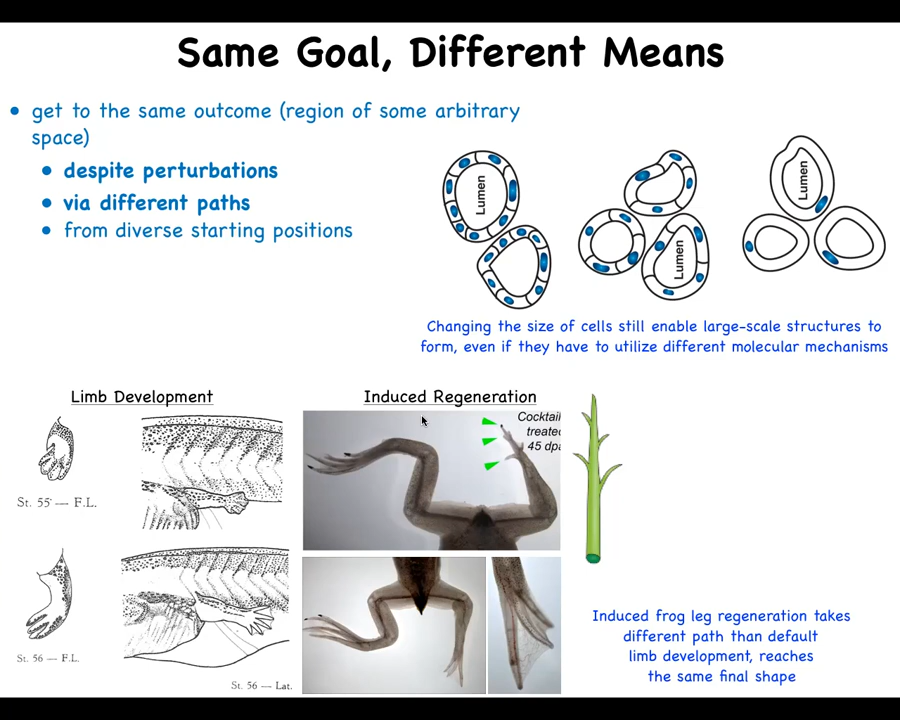 Same Goal, Different Means
• get to the same outcome (region of some arbitrary
space)
• despite perturbations
• via different paths
• from diverse starting positions
Lumen
Lumen
Lumen
Changing the size of cells still enable large-scale structures to
form, even if they have to utilize different molecular mechanisms
Limb Development
Induced Regeneration
St. 55 — F.L.
St. 56 — F.L.
St. 56 — Lat.
Cocktail
treated
45 dpa
Induced frog leg regeneration takes
different path than default
limb development, reaches
the same final shape